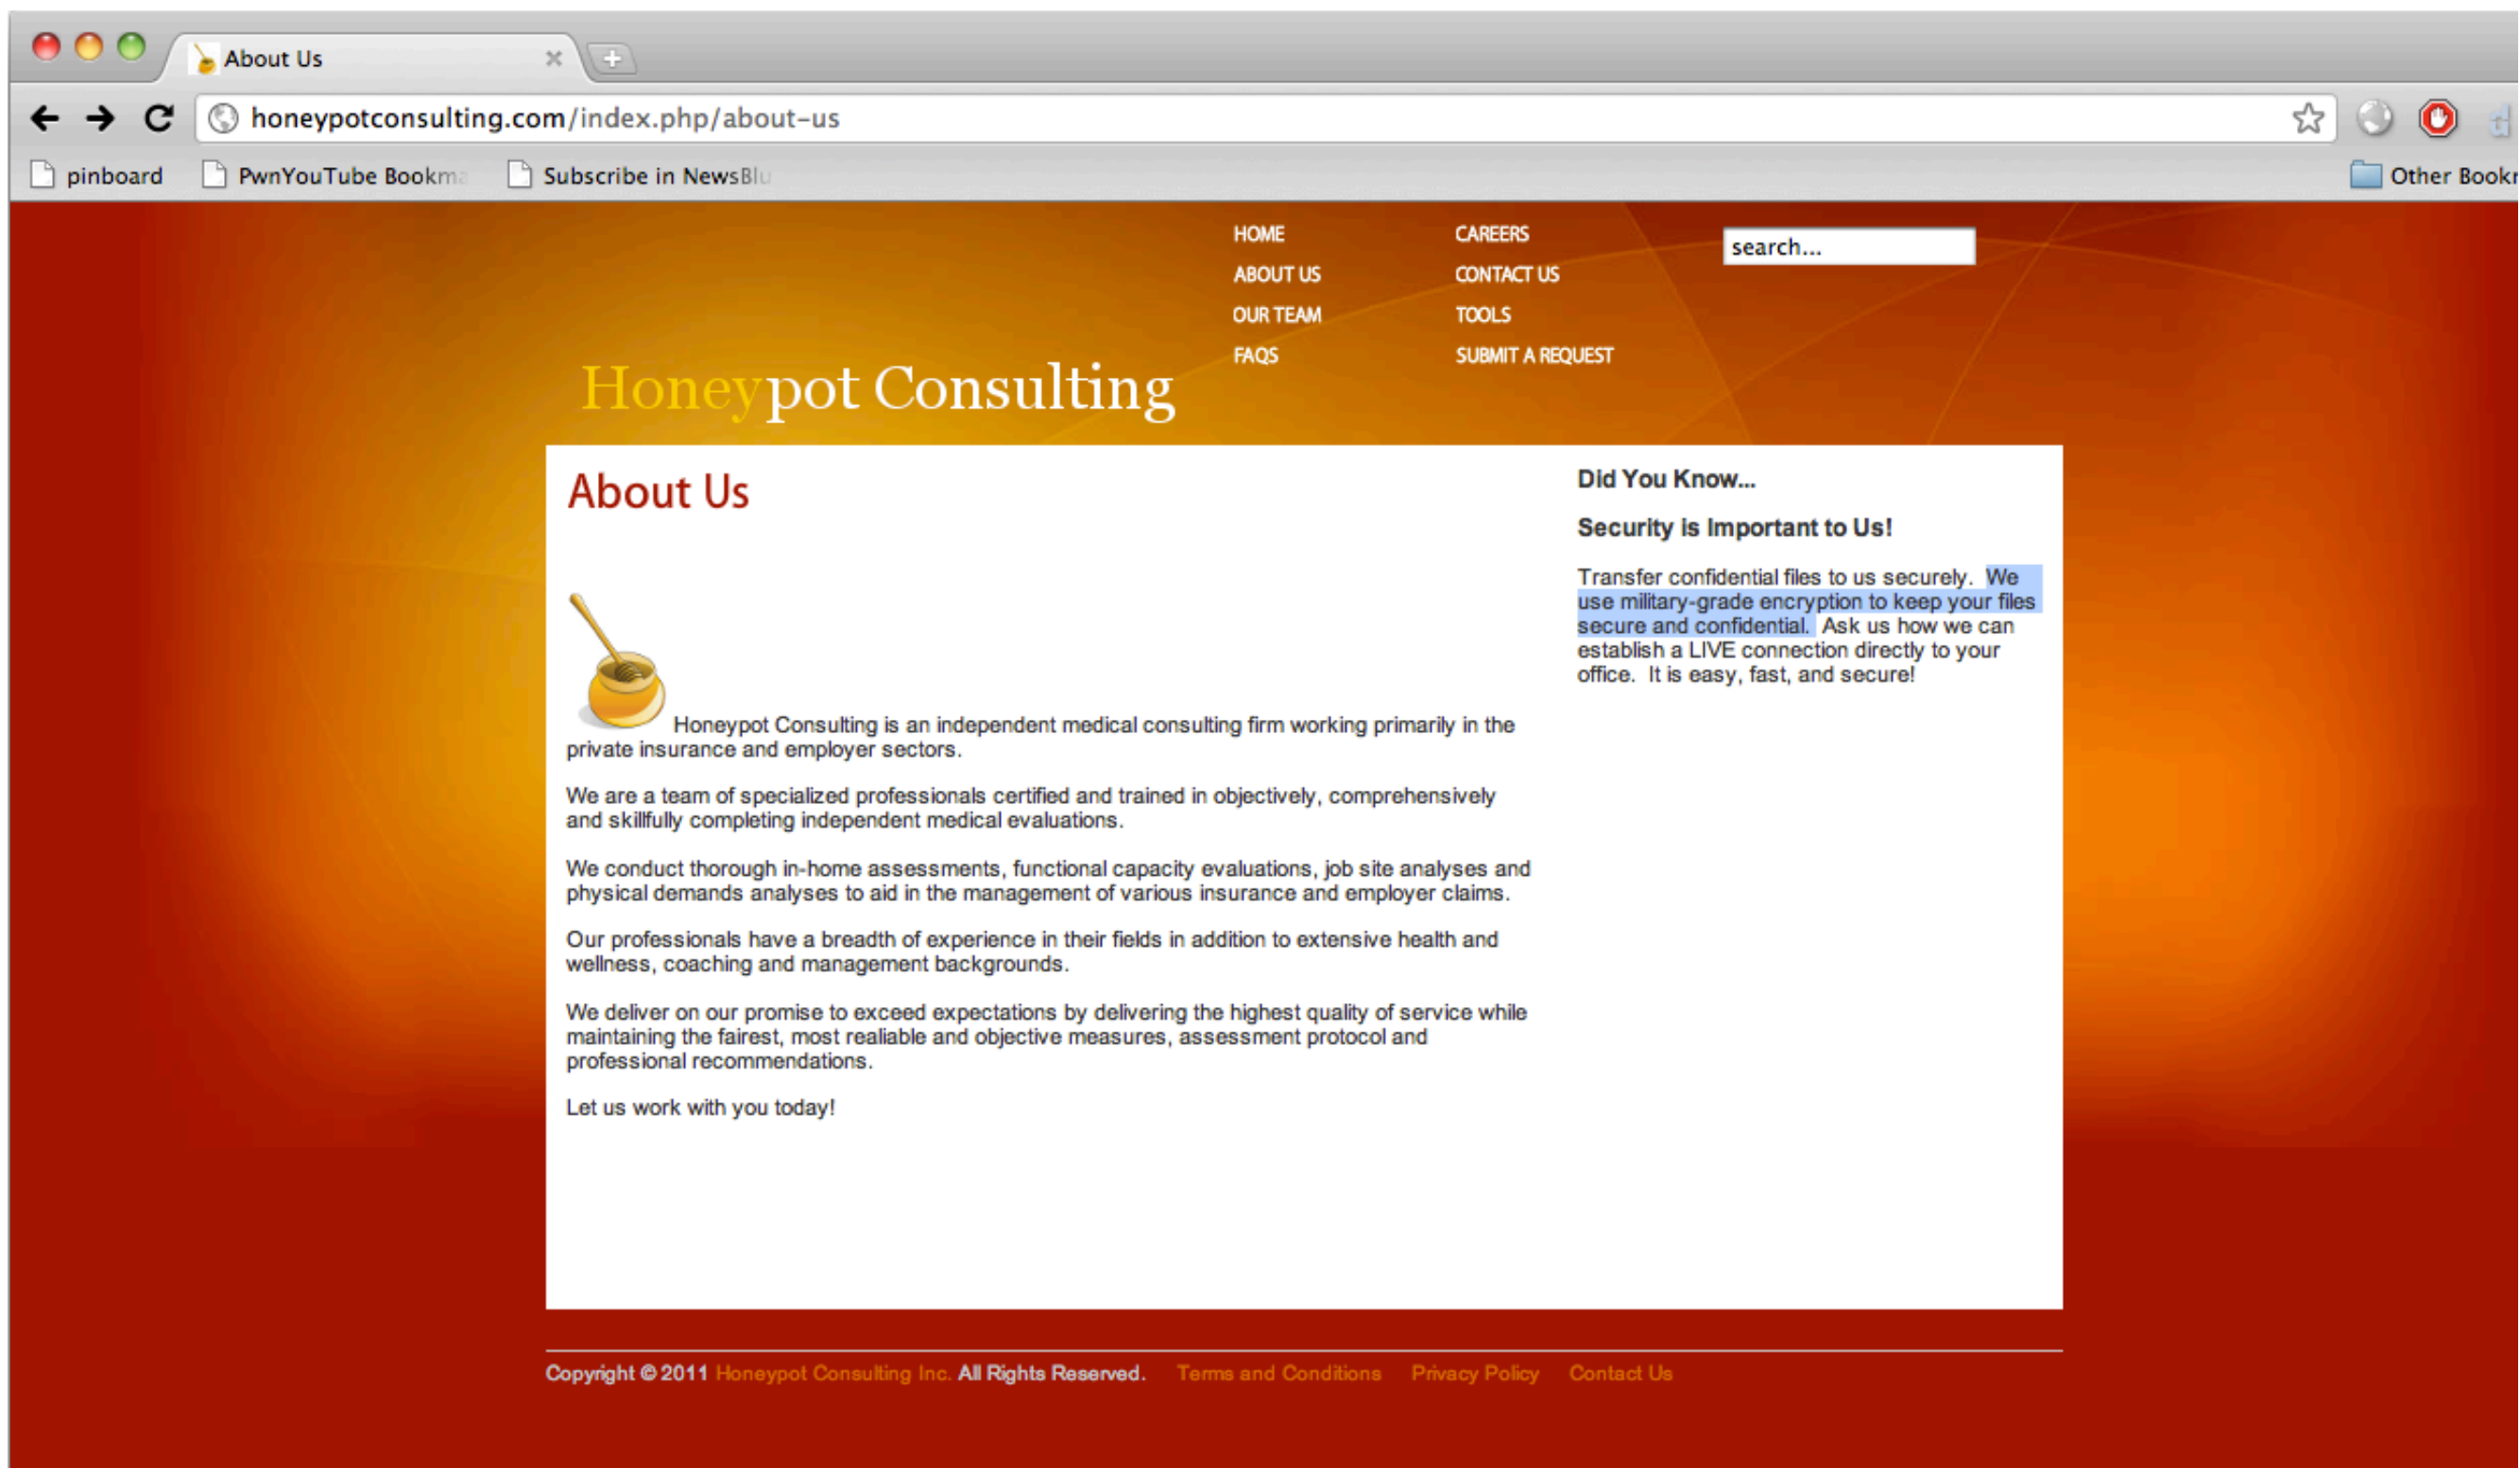 About Us
honeypotconsulting.com/index.php/about-us
pinboard
PwnYouTube Bookma
Subscribe in NewsBlu
Other Bookr
HOME
ABOUT US
OUR TEAM
FAQS
CAREERS
CONTACT US
TOOLS
SUBMIT A REQUEST
search...
Honeypot Consulting
About Us
Honeypot Consulting is an independent medical consulting firm working primarily in the
private insurance and employer sectors.
We are a team of specialized professionals certified and trained in objectively, comprehensively
and skillfully completing independent medical evaluations.
We conduct thorough in-home assessments, functional capacity evaluations, job site analyses and
physical demands analyses to aid in the management of various insurance and employer claims.
Our professionals have a breadth of experience in their fields in addition to extensive health and
wellness, coaching and management backgrounds.
We deliver on our promise to exceed expectations by delivering the highest quality of service while
maintaining the fairest, most realiable and objective measures, assessment protocol and
professional recommendations.
Let us work with you today!
Did You Know...
Security is Important to Us!
Transfer confidential files to us securely. We
use military-grade encryption to keep your files
secure and confidential. Ask us how we can
establish a LIVE connection directly to your
office. It is easy, fast, and secure!
Copyright © 2011 Honeypot Consulting Inc. All Rights Reserved. Terms and Conditions Privacy Policy Contact Us